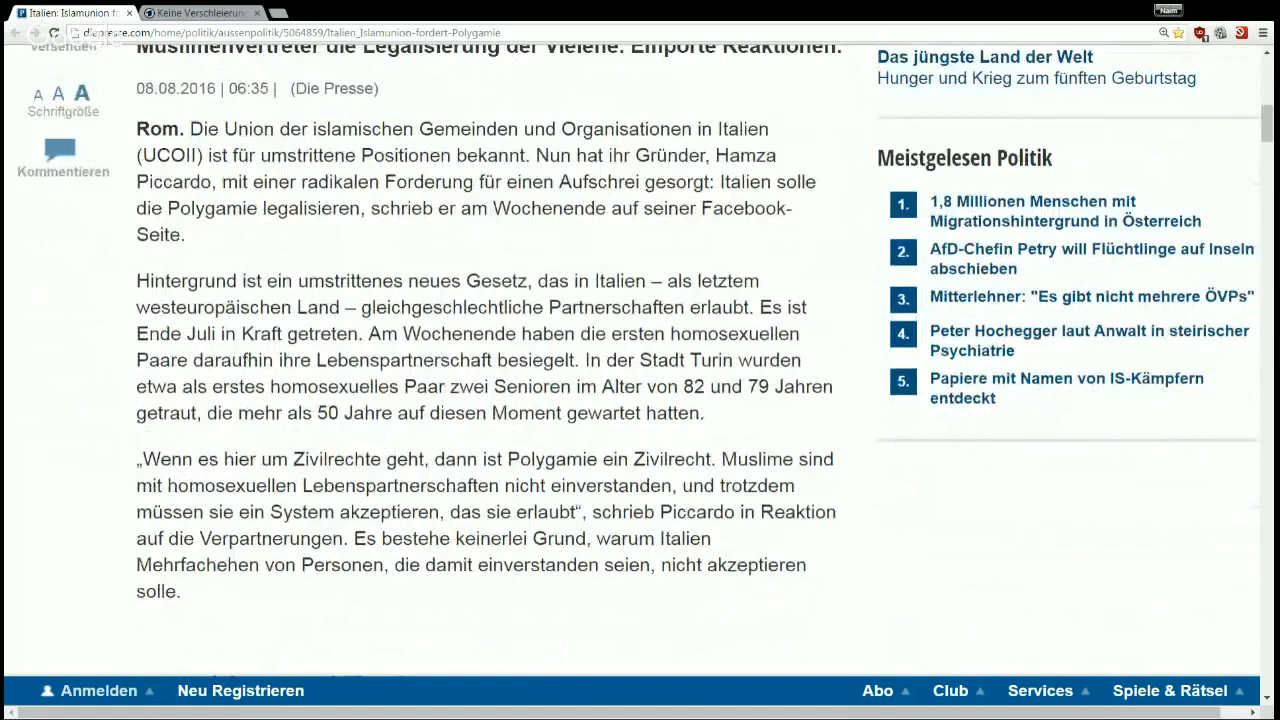 Italien: Islamunion fo
Keine Verschleierun
Naim
diepresse.com/home/politik/aussenpolitik/5064859/Italien_Islamunion-fordert-Polygamie
Versenden
Muslimenvertreter die Legalisierung der Vielehe. Empörte Reaktionen.
08.08.2016 | 06:35 | (Die Presse)
A A A
Schriftgröße
Kommentieren
Rom. Die Union der islamischen Gemeinden und Organisationen in Italien
(UCOII) ist für umstrittene Positionen bekannt. Nun hat ihr Gründer, Hamza
Piccardo, mit einer radikalen Forderung für einen Aufschrei gesorgt: Italien solle
die Polygamie legalisieren, schrieb er am Wochenende auf seiner Facebook-
Seite.
Hintergrund ist ein umstrittenes neues Gesetz, das in Italien – als letztem
westeuropäischen Land – gleichgeschlechtliche Partnerschaften erlaubt. Es ist
Ende Juli in Kraft getreten. Am Wochenende haben die ersten homosexuellen
Paare daraufhin ihre Lebenspartnerschaft besiegelt. In der Stadt Turin wurden
etwa als erstes homosexuelles Paar zwei Senioren im Alter von 82 und 79 Jahren
getraut, die mehr als 50 Jahre auf diesen Moment gewartet hatten.
„Wenn es hier um Zivilrechte geht, dann ist Polygamie ein Zivilrecht. Muslime sind
mit homosexuellen Lebenspartnerschaften nicht einverstanden, und trotzdem
müssen sie ein System akzeptieren, das sie erlaubt“, schrieb Piccardo in Reaktion
auf die Verpartnerungen. Es bestehe keinerlei Grund, warum Italien
Mehrfachehen von Personen, die damit einverstanden seien, nicht akzeptieren
solle.
Das jüngste Land der Welt
Hunger und Krieg zum fünften Geburtstag
Meistgelesen Politik
1. 1,8 Millionen Menschen mit
Migrationshintergrund in Österreich
2. AfD-Chefin Petry will Flüchtlinge auf Inseln
abschieben
3. Mitterlehner: "Es gibt nicht mehrere ÖVPs"
4. Peter Hochegger laut Anwalt in steirischer
Psychiatrie
5. Papiere mit Namen von IS-Kämpfern
entdeckt
Anmelden Neu Registrieren Abo Club Services Spiele & Rätsel